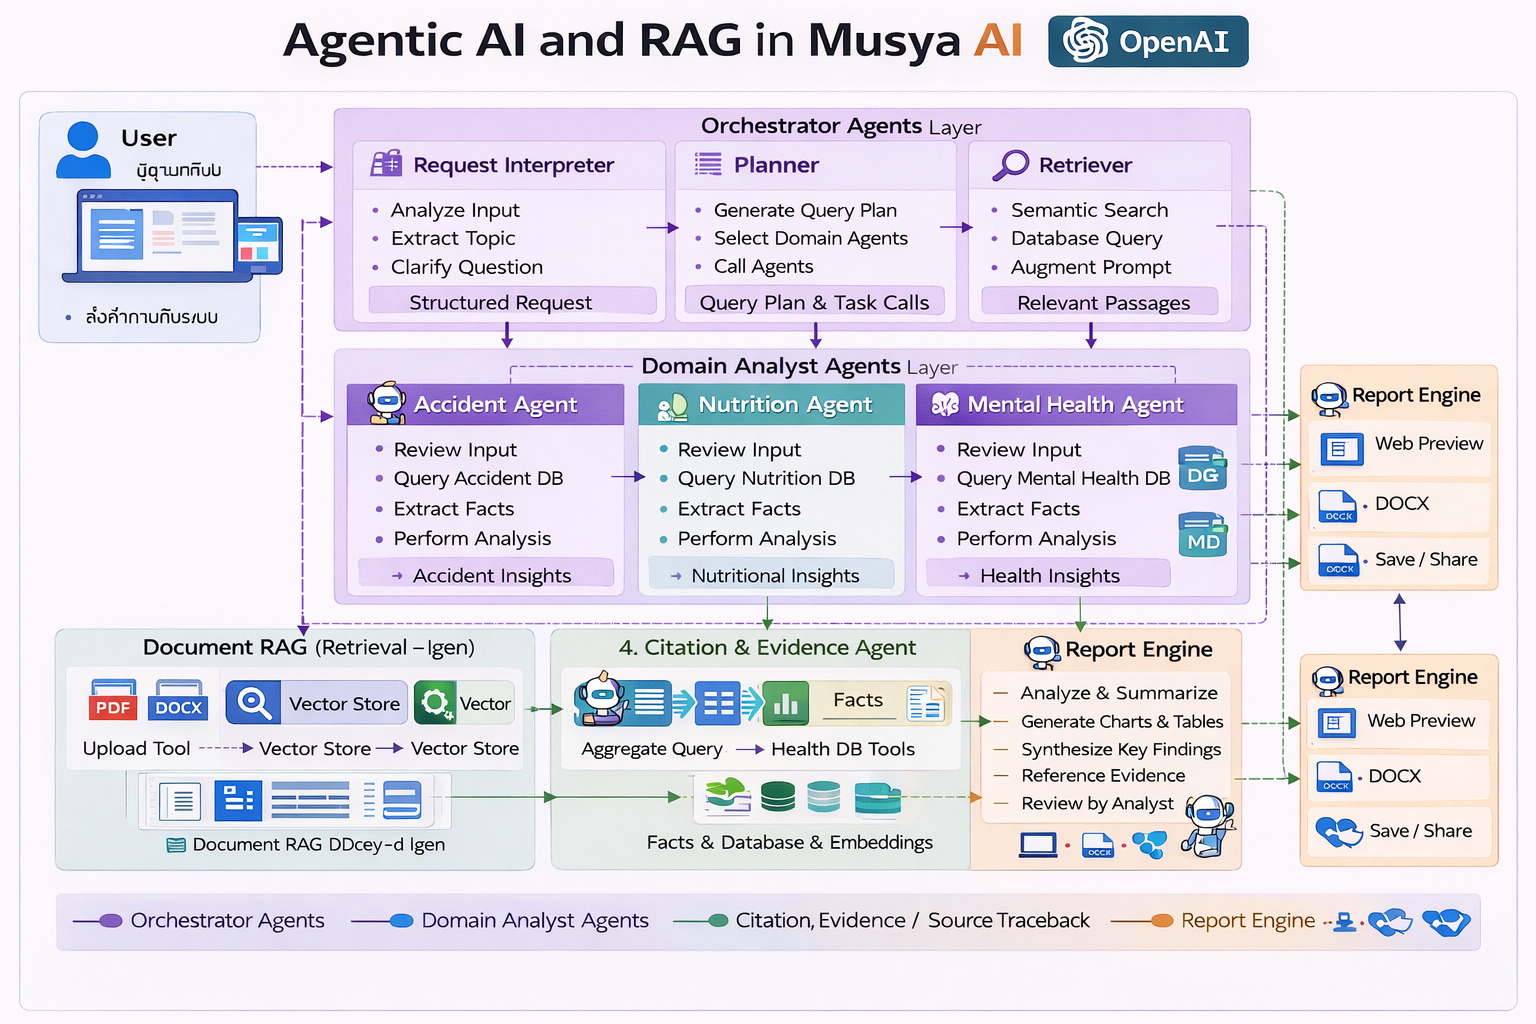 Agentic AI and RAG in Musya AI
OpenAI
User
Orchestrator Agents Layer
Request Interpreter
Analyze Input
Extract Topic
Clarify Question
Structured Request
Planner
Generate Query Plan
Select Domain Agents
Call Agents
Query Plan & Task Calls
Retriever
Semantic Search
Database Query
Augment Prompt
Relevant Passages
Domain Analyst Agents Layer
Accident Agent
Review Input
Query Accident DB
Extract Facts
Perform Analysis
→ Accident Insights
Nutrition Agent
Review Input
Query Nutrition DB
Extract Facts
Perform Analysis
→ Nutritional Insights
Mental Health Agent
Review Input
Query Mental Health DB
Extract Facts
Perform Analysis
→ Health Insights
DG
MD
Report Engine
Web Preview
DOCX
Save / Share
Document RAG (Retrieval – Igen)
PDF
DOCX
Vector Store
Vector
Upload Tool
Vector Store
Vector Store
Document RAG DDcey-d Igen
4. Citation & Evidence Agent
Facts
Aggregate Query
Health DB Tools
Facts & Database & Embeddings
Report Engine
Analyze & Summarize
Generate Charts & Tables
Synthesize Key Findings
Reference Evidence
Review by Analyst
Report Engine
Web Preview
DOCX
Save / Share
Orchestrator Agents
Domain Analyst Agents
Citation, Evidence / Source Traceback
Report Engine